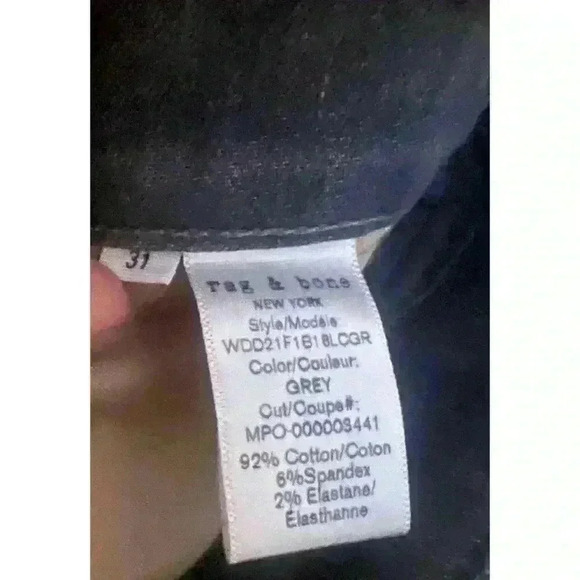 31
rag & bone
NEW YORK
Style/Modèle
WDD21F1B18LCGR
Color/Couleur:
GREY
Cut/Coupe#:
MPO-000003441
92% Cotton/Coton
6%Spandex
2% Elastane/
Elasthanne